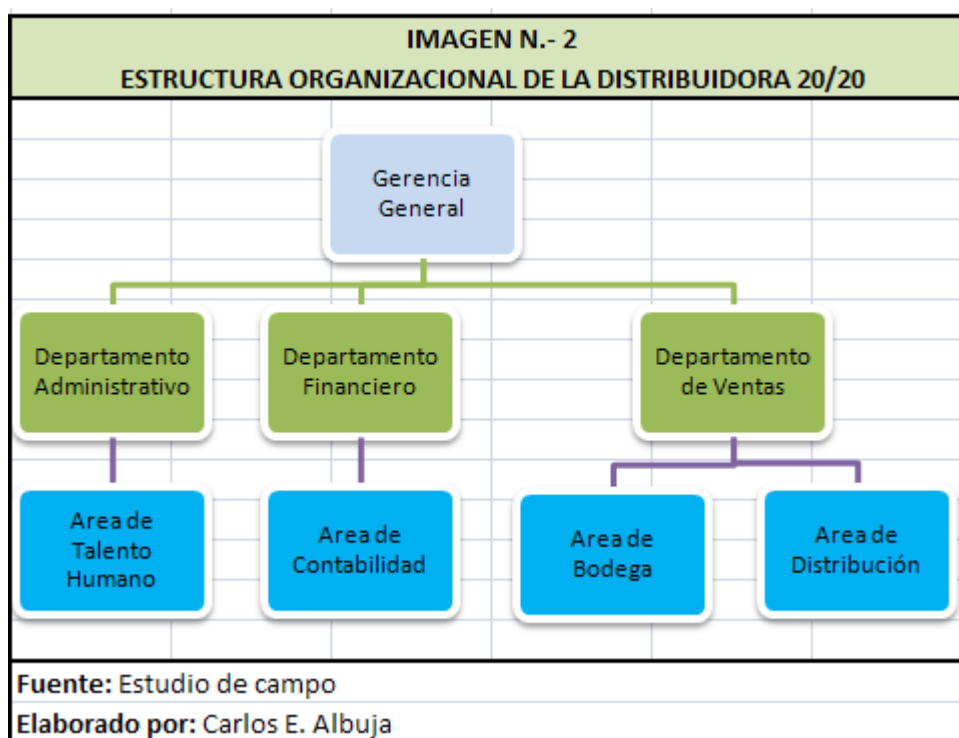 IMAGEN N.- 2
ESTRUCTURA ORGANIZACIONAL DE LA DISTRIBUIDORA 20/20
Gerencia
General
Departamento
Administrativo
Departamento
Financiero
Departamento
de Ventas
Area de
Talento
Humano
Area de
Contabilidad
Area de
Bodega
Area de
Distribución
Fuente: Estudio de campo
Elaborado por: Carlos E. Albuja